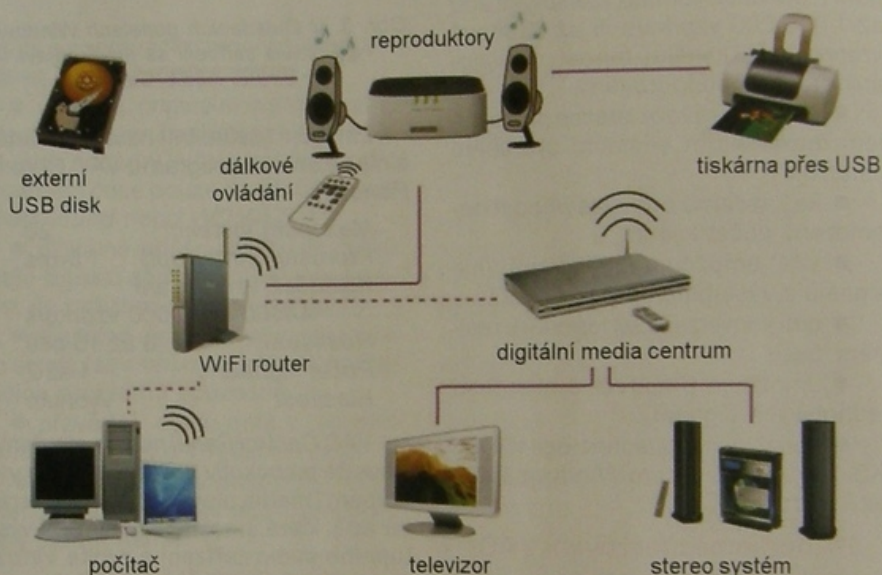 reproduktory
externí
USB disk
dálkové
ovládání
tiskárna přes USB
WiFi router
digitální media centrum
počítač
televizor
stereo systém